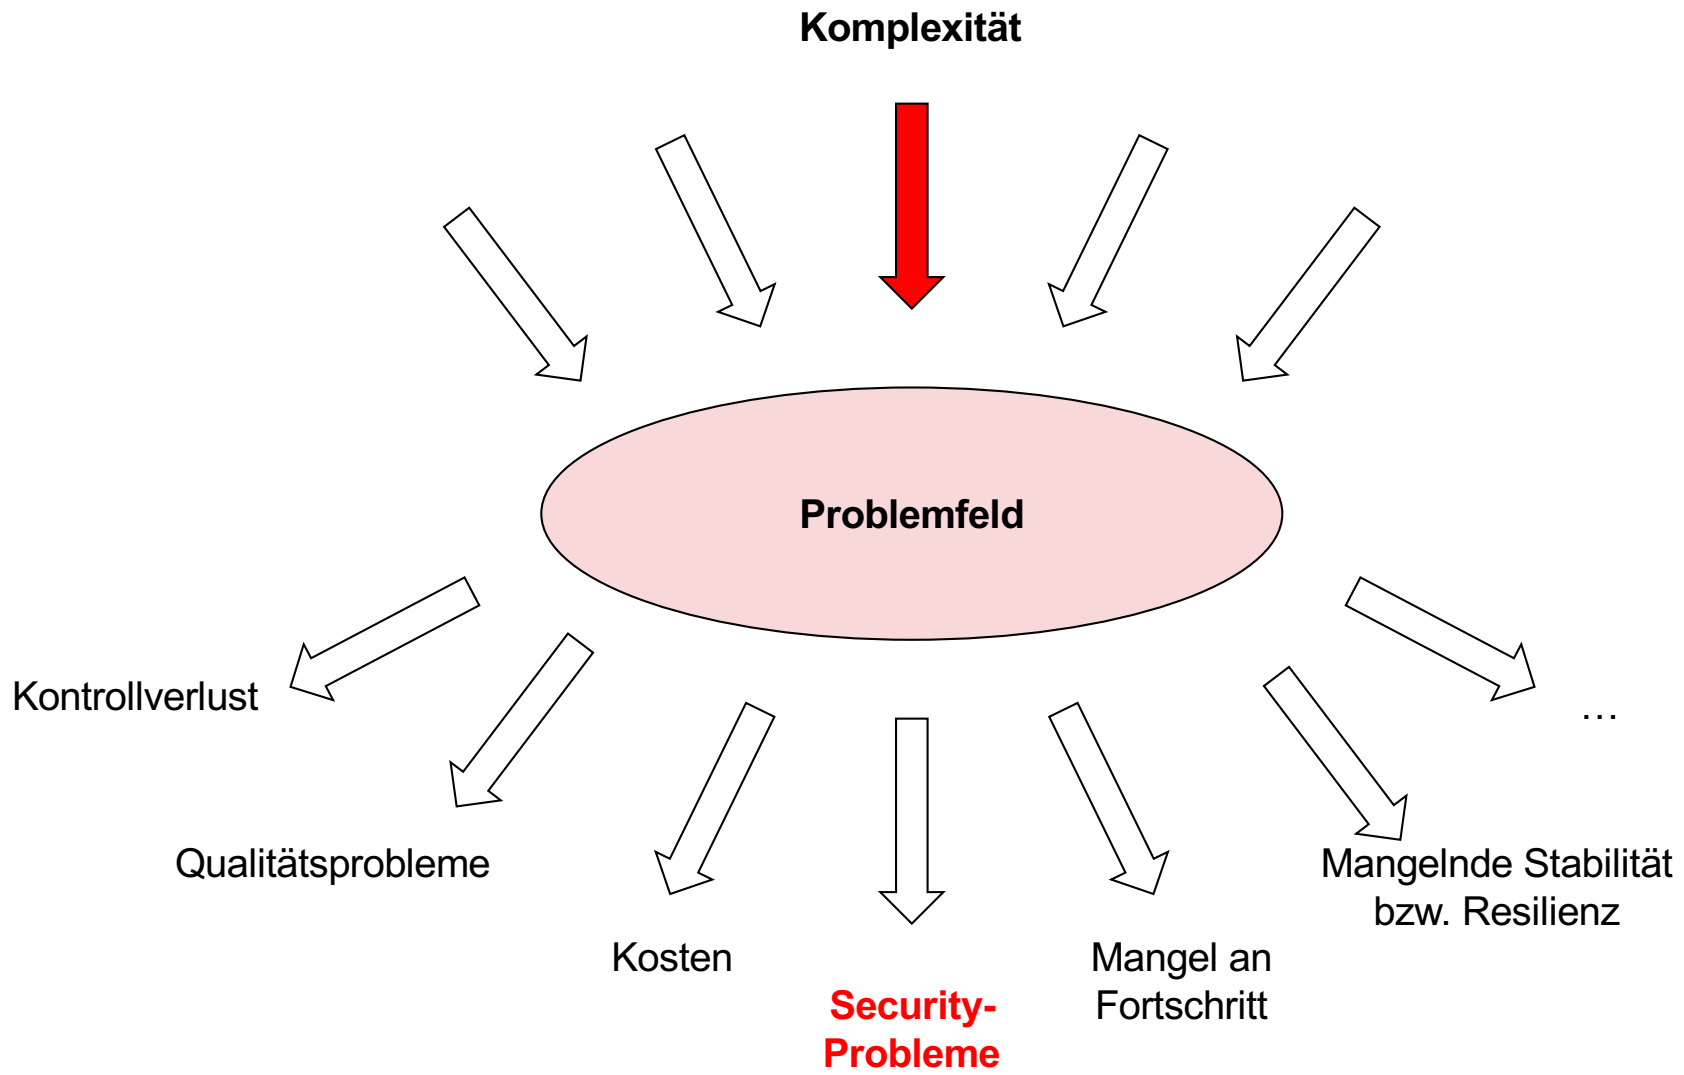 Komplexität
Problemfeld
Kontrollverlust
…
Qualitätsprobleme
Mangelnde Stabilität
bzw. Resilienz
Kosten
Mangel an
Fortschritt
Security-
Probleme